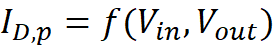 I_{D,p} = f(V_{in}, V_{out})